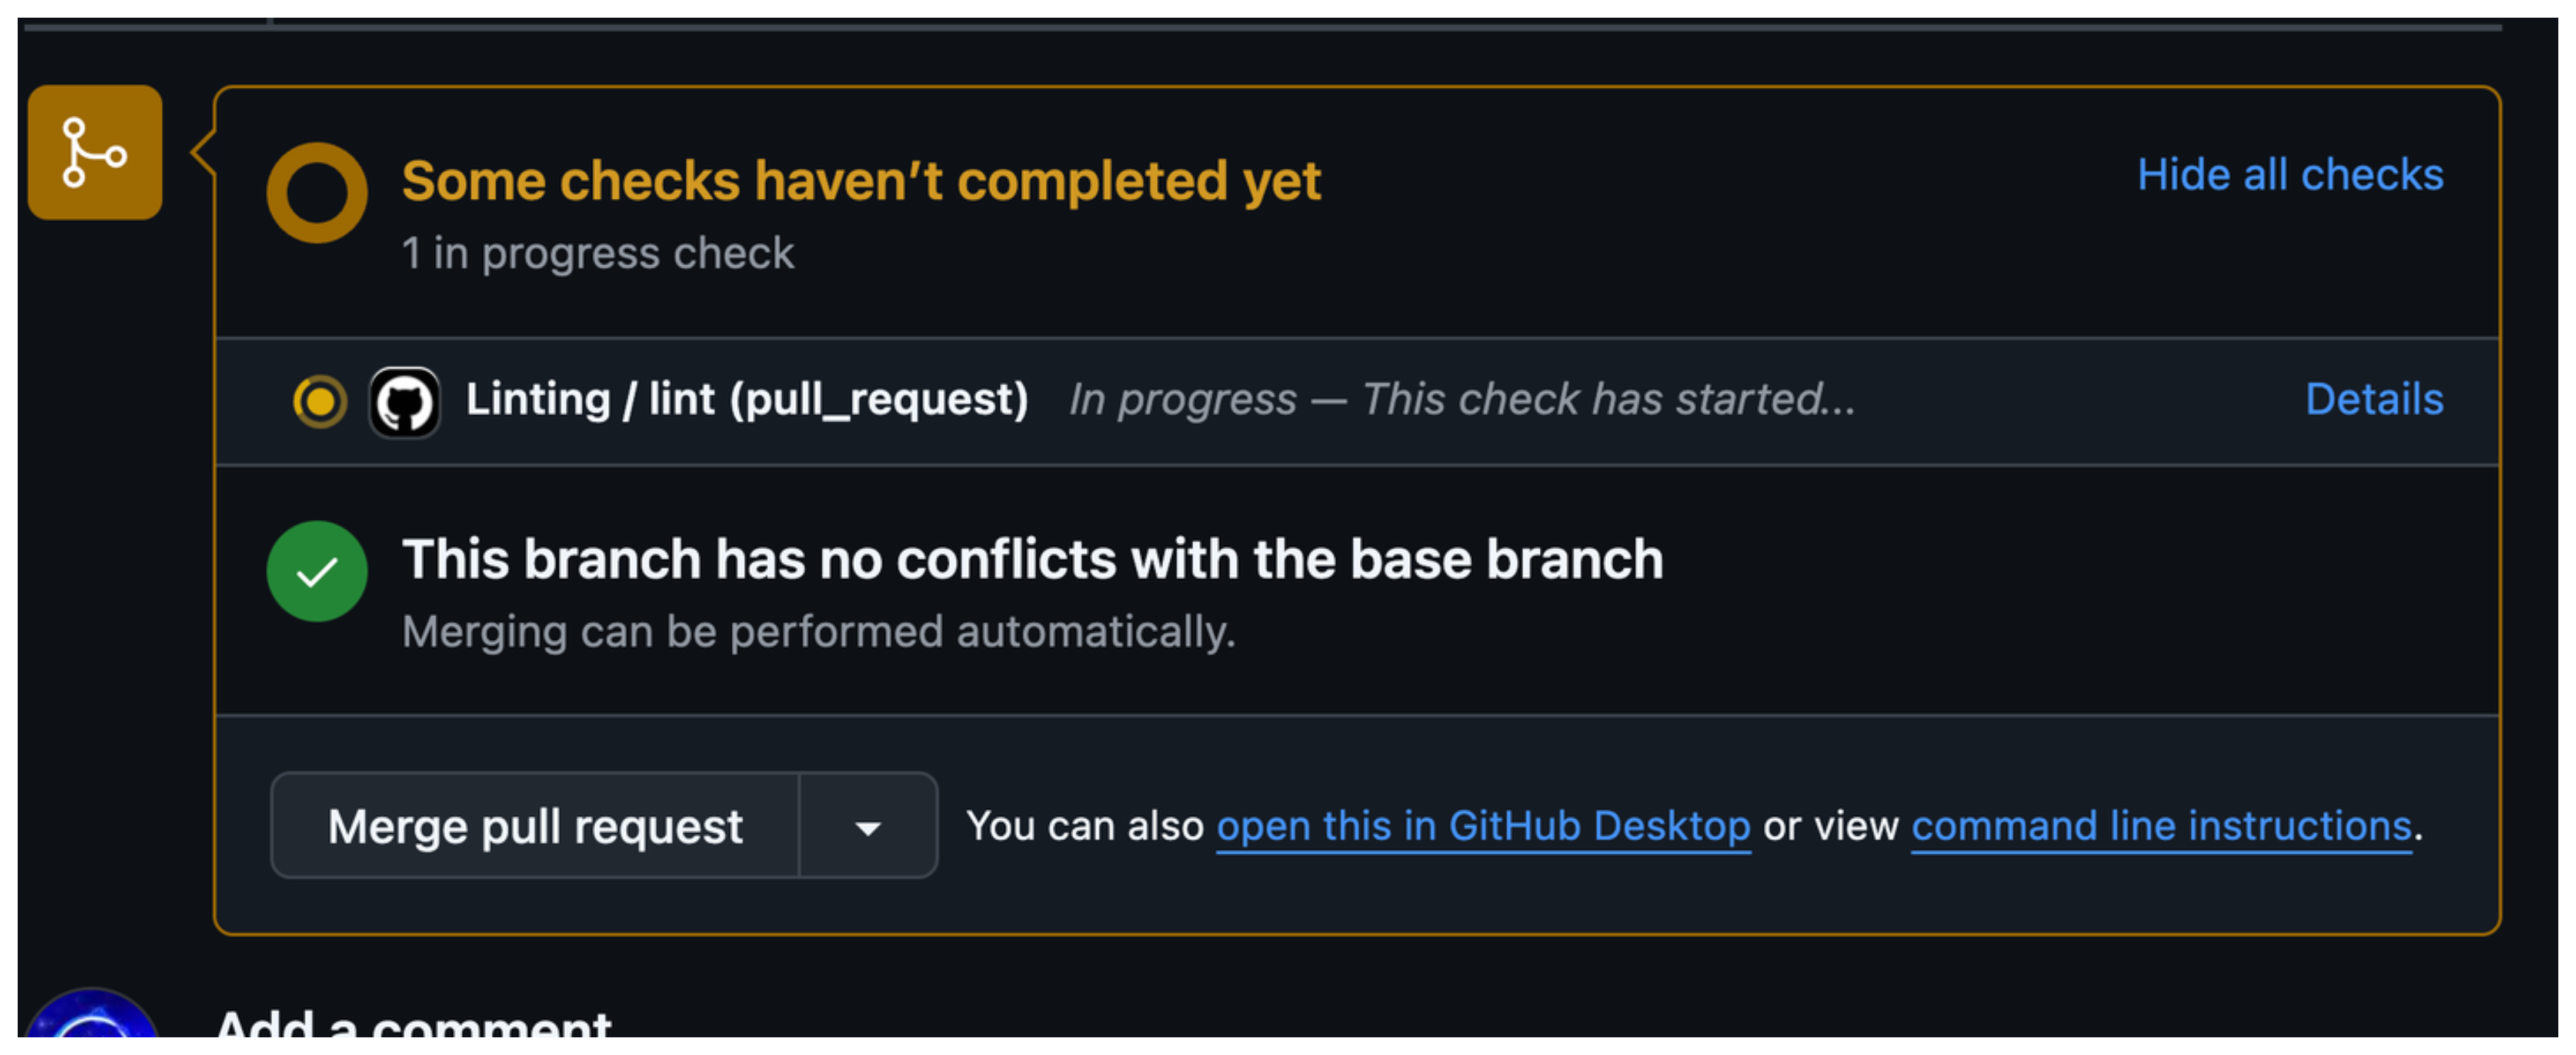 Some checks haven’t completed yet
Hide all checks
1 in progress check
Linting / lint (pull_request) In progress — This check has started...
Details
This branch has no conflicts with the base branch
Merging can be performed automatically.
Merge pull request
You can also open this in GitHub Desktop or view command line instructions.
Add a comment